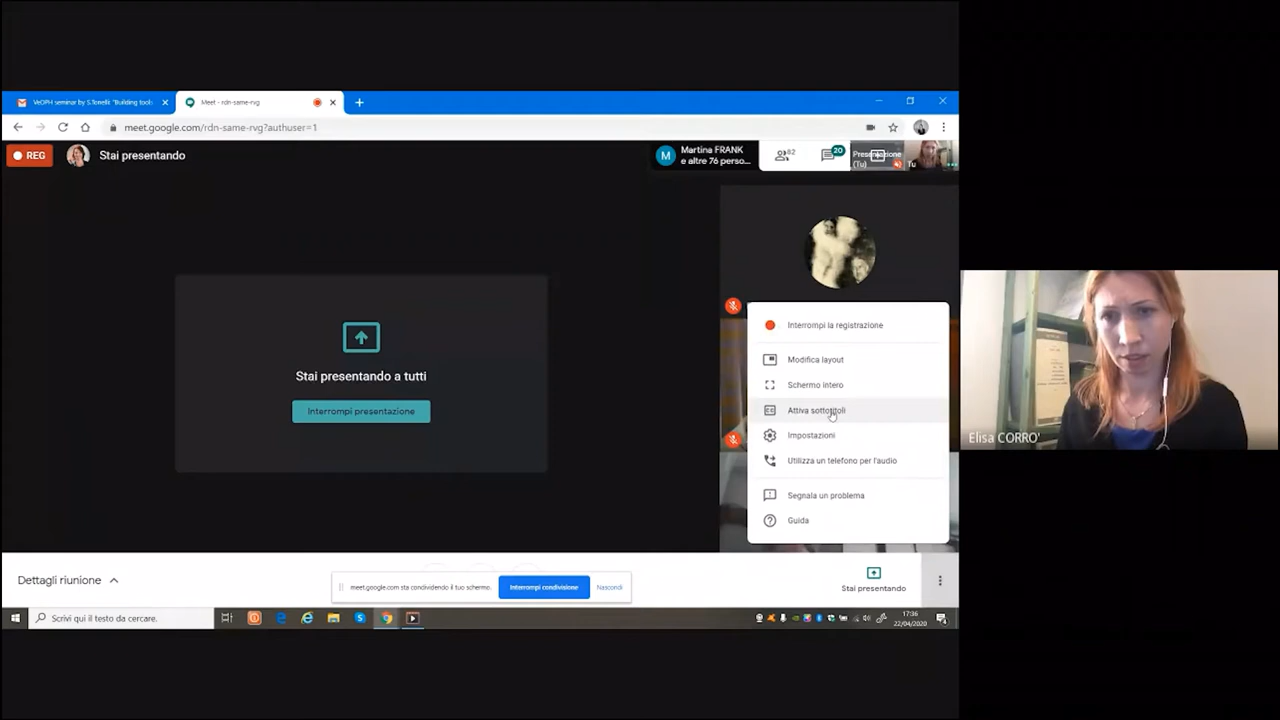 VeDPH seminar by S.Tonelli: "Building tools
Meet - rdn-same-rvg
meet.google.com/rdn-same-rvg?authuser=1
REG
Stai presentando
M
Martina FRANK
e altre 76 perso...
82
20
Presentazione
(Tu)
Tu
Stai presentando a tutti
Interrompi presentazione
Interrompi la registrazione
Modifica layout
Schermo intero
Attiva sottotitoli
Impostazioni
Utilizza un telefono per l'audio
Segnala un problema
Guida
Elisa CORRO'
Dettagli riunione
meet.google.com sta condividendo il tuo schermo.
Interrompi condivisione
Nascondi
Stai presentando
Scrivi qui il testo da cercare.
17:36
22/04/2020